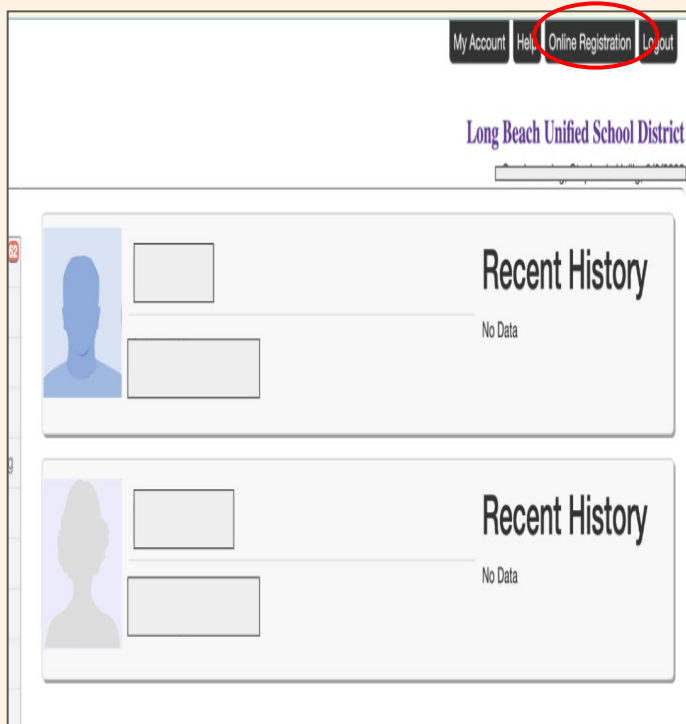 My Account Help Online Registration Logout
Long Beach Unified School District
82
Recent History
No Data
g
Recent History
No Data